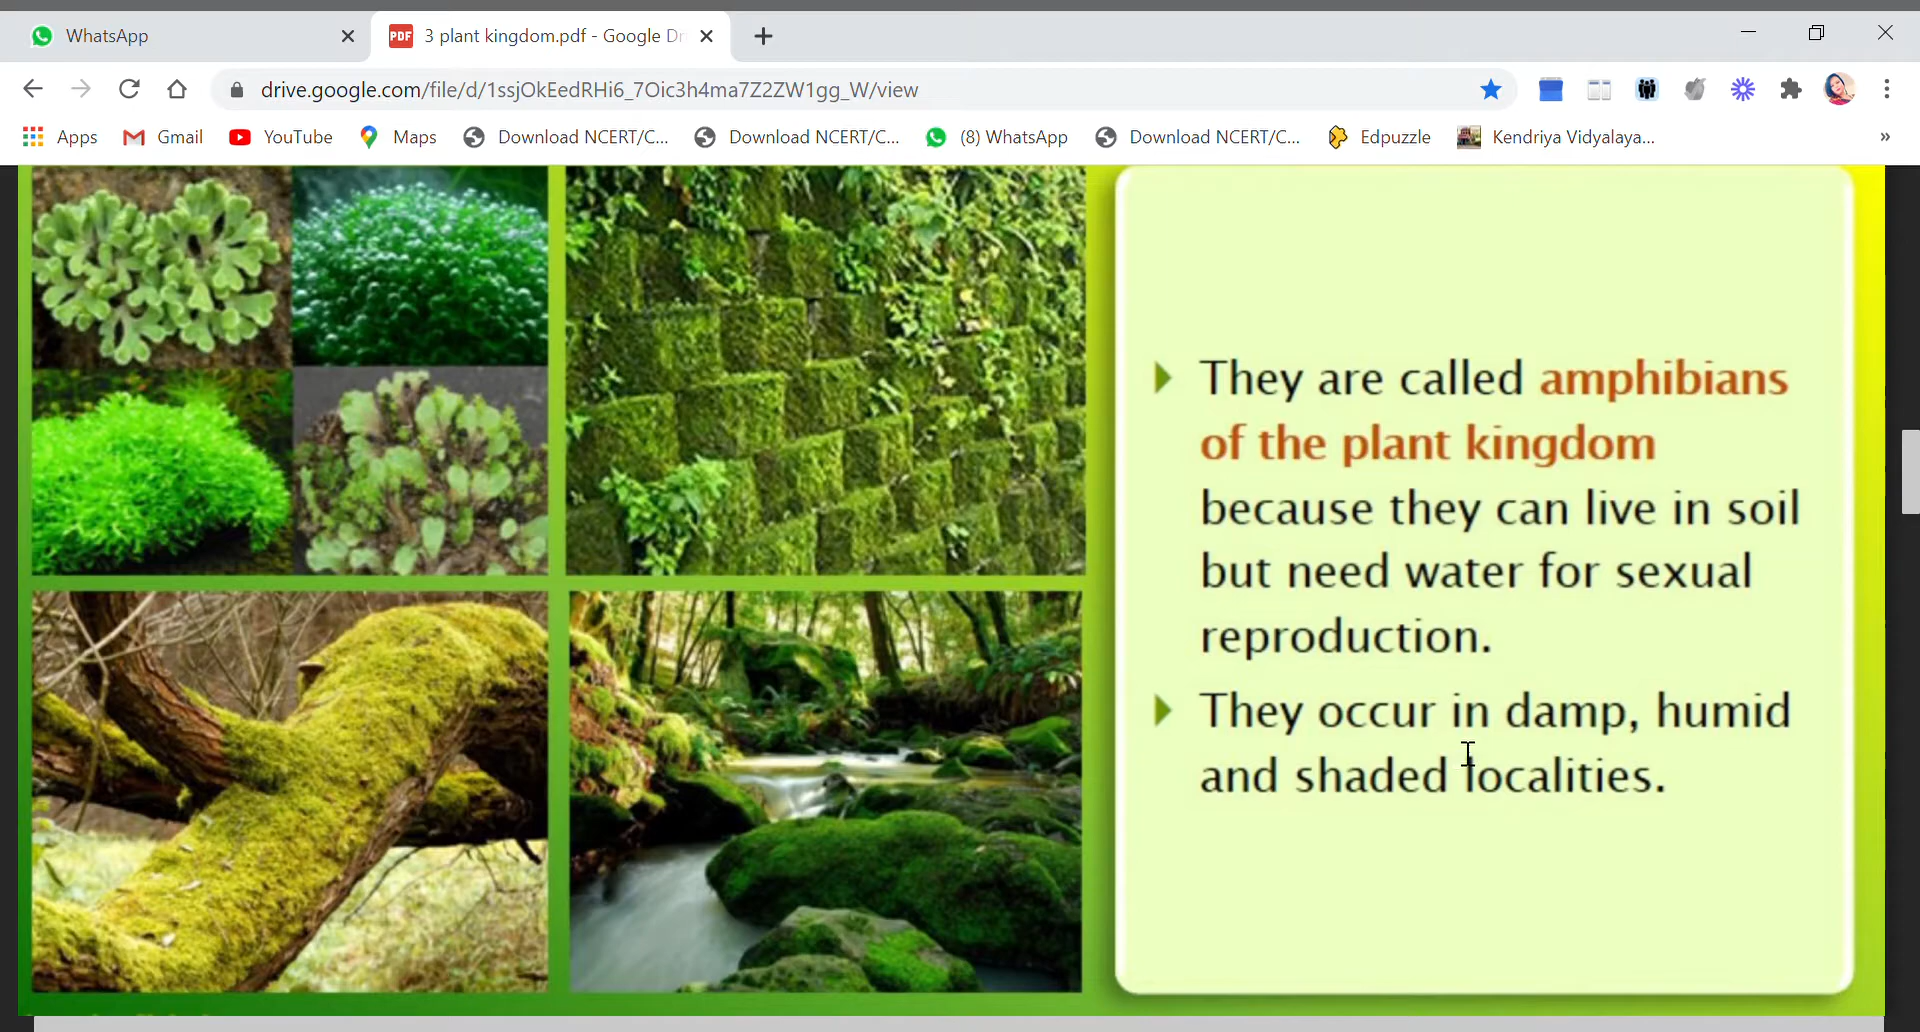 WhatsApp
3 plant kingdom.pdf - Google Dr
drive.google.com/file/d/1ssjOkEedRHi6_7Oic3h4ma7Z2ZW1gg_W/view
Apps
Gmail
YouTube
Maps
Download NCERT/C...
Download NCERT/C...
(8) WhatsApp
Download NCERT/C...
Edpuzzle
Kendriya Vidyalaya...
»
They are called amphibians
of the plant kingdom
because they can live in soil
but need water for sexual
reproduction.
They occur in damp, humid
and shaded localities.